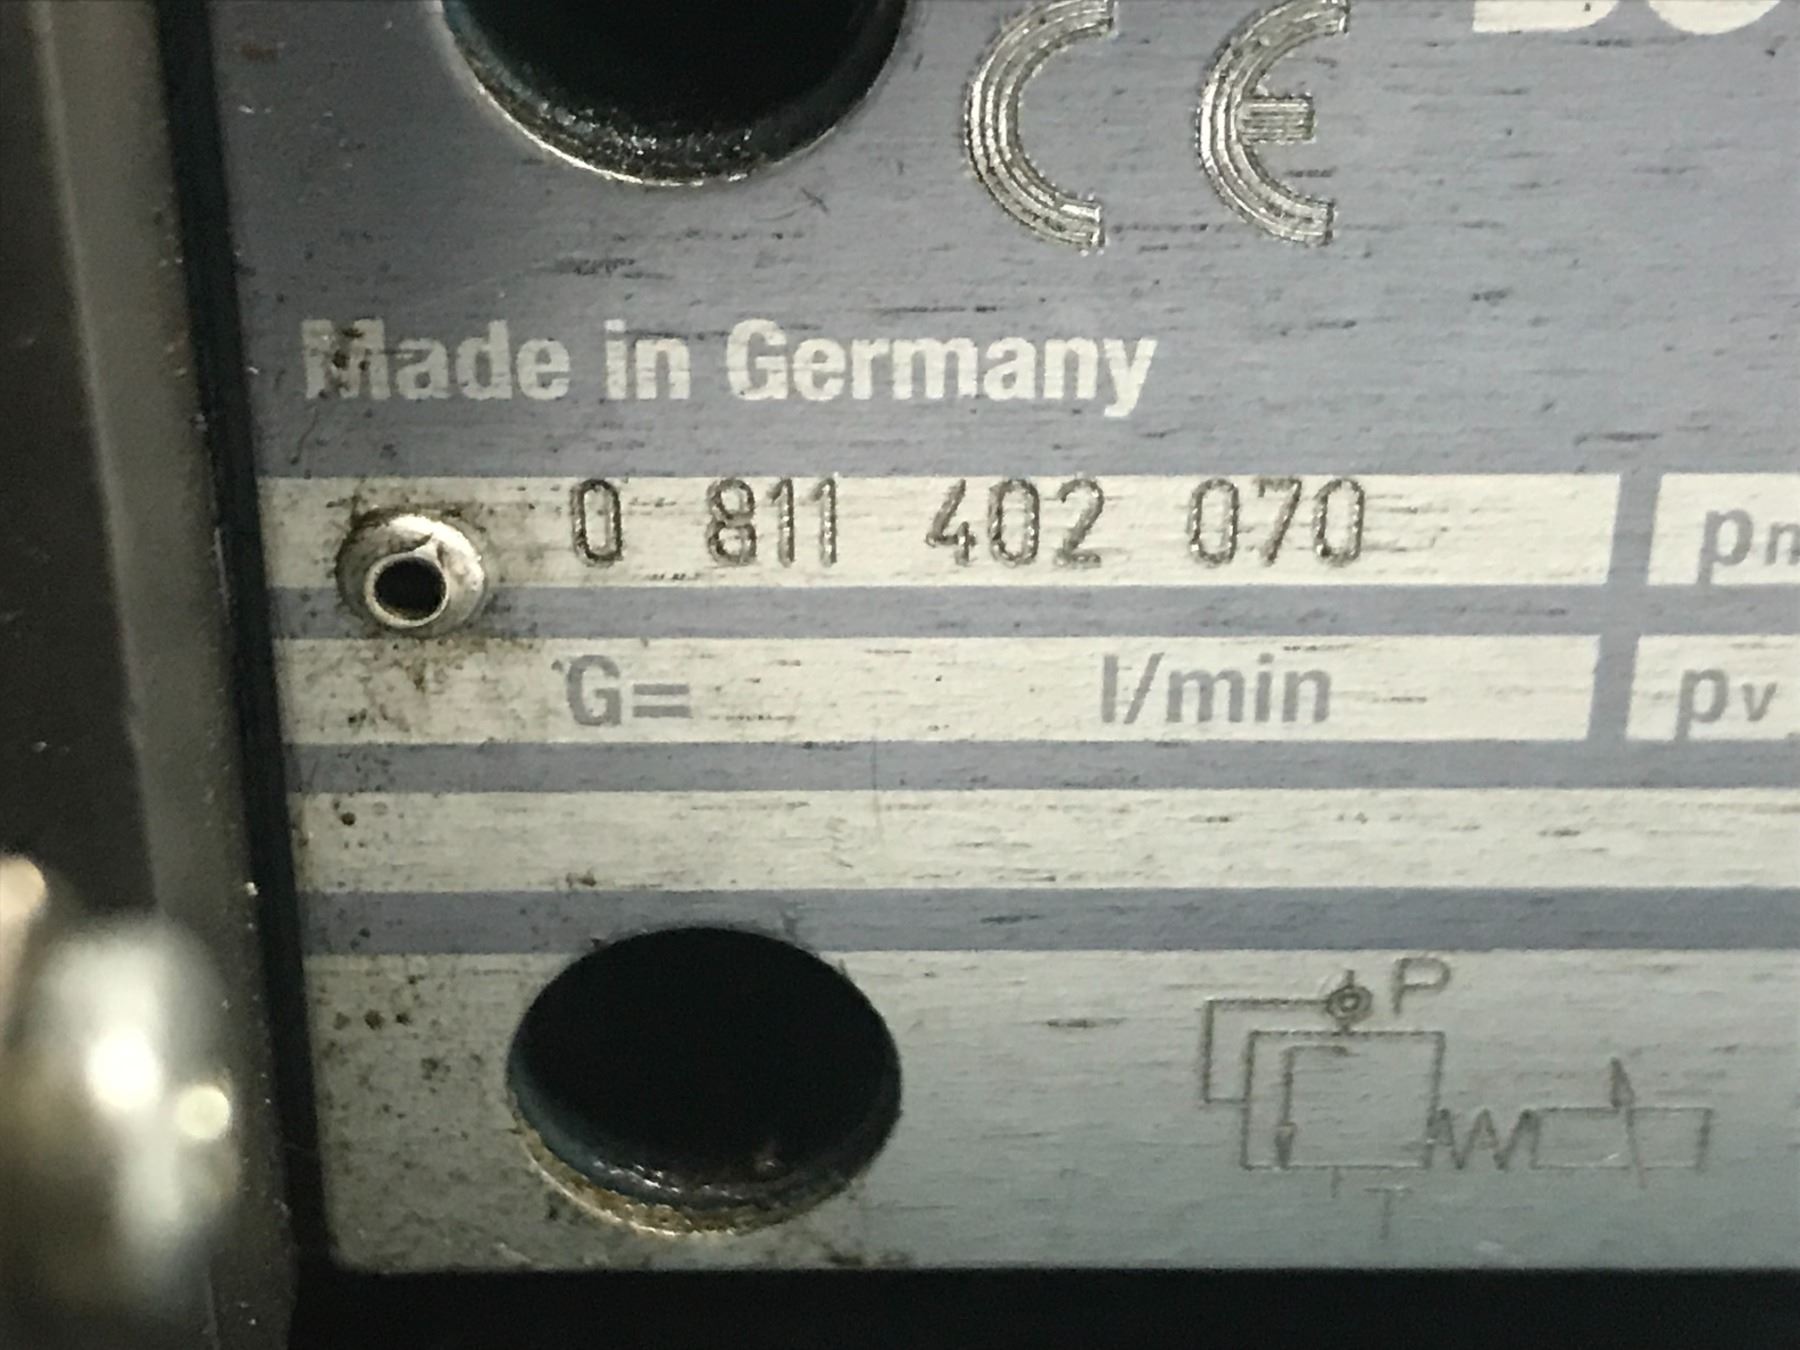 CE
Made in Germany
0 811 402 070
G= l/min
pv
P
T